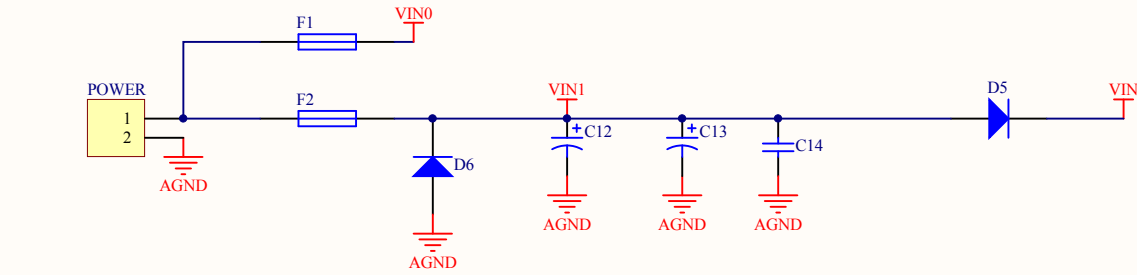 VIN0
F1
POWER
1
2
F2
VIN1
D5
VIN
C12
C13
C14
D6
AGND
AGND
AGND
AGND
AGND